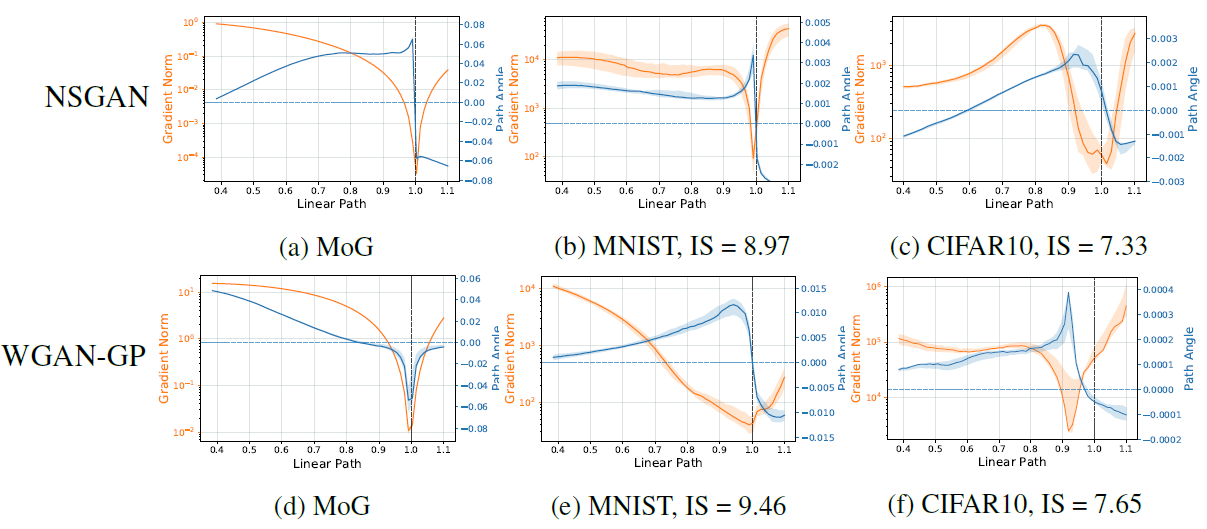 NSGAN
Gradient Norm
10⁰
10⁻¹
10⁻²
10⁻³
10⁻⁴
0.08
0.06
0.04
0.02
0.00
−0.02
−0.04
−0.06
−0.08
Path Angle
0.4 0.5 0.6 0.7 0.8 0.9 1.0 1.1
Linear Path
(a) MoG
Gradient Norm
10⁴
10³
10²
0.005
0.004
0.003
0.002
0.001
0.000
−0.001
−0.002
Path Angle
0.4 0.5 0.6 0.7 0.8 0.9 1.0 1.1
Linear Path
(b) MNIST, IS = 8.97
Gradient Norm
10³
10²
0.003
0.002
0.001
0.000
−0.001
−0.002
−0.003
Path Angle
0.4 0.5 0.6 0.7 0.8 0.9 1.0 1.1
Linear Path
(c) CIFAR10, IS = 7.33
WGAN-GP
Gradient Norm
10¹
10⁰
10⁻¹
10⁻²
0.06
0.04
0.02
0.00
−0.02
−0.04
−0.06
−0.08
Path Angle
0.4 0.5 0.6 0.7 0.8 0.9 1.0 1.1
Linear Path
(d) MoG
Gradient Norm
10⁴
10³
10²
0.015
0.010
0.005
0.000
−0.005
−0.010
−0.015
Path Angle
0.4 0.5 0.6 0.7 0.8 0.9 1.0 1.1
Linear Path
(e) MNIST, IS = 9.46
Gradient Norm
10⁶
10⁵
10⁴
0.0004
0.0003
0.0002
0.0001
0.0000
−0.0001
−0.0002
Path Angle
0.4 0.5 0.6 0.7 0.8 0.9 1.0 1.1
Linear Path
(f) CIFAR10, IS = 7.65